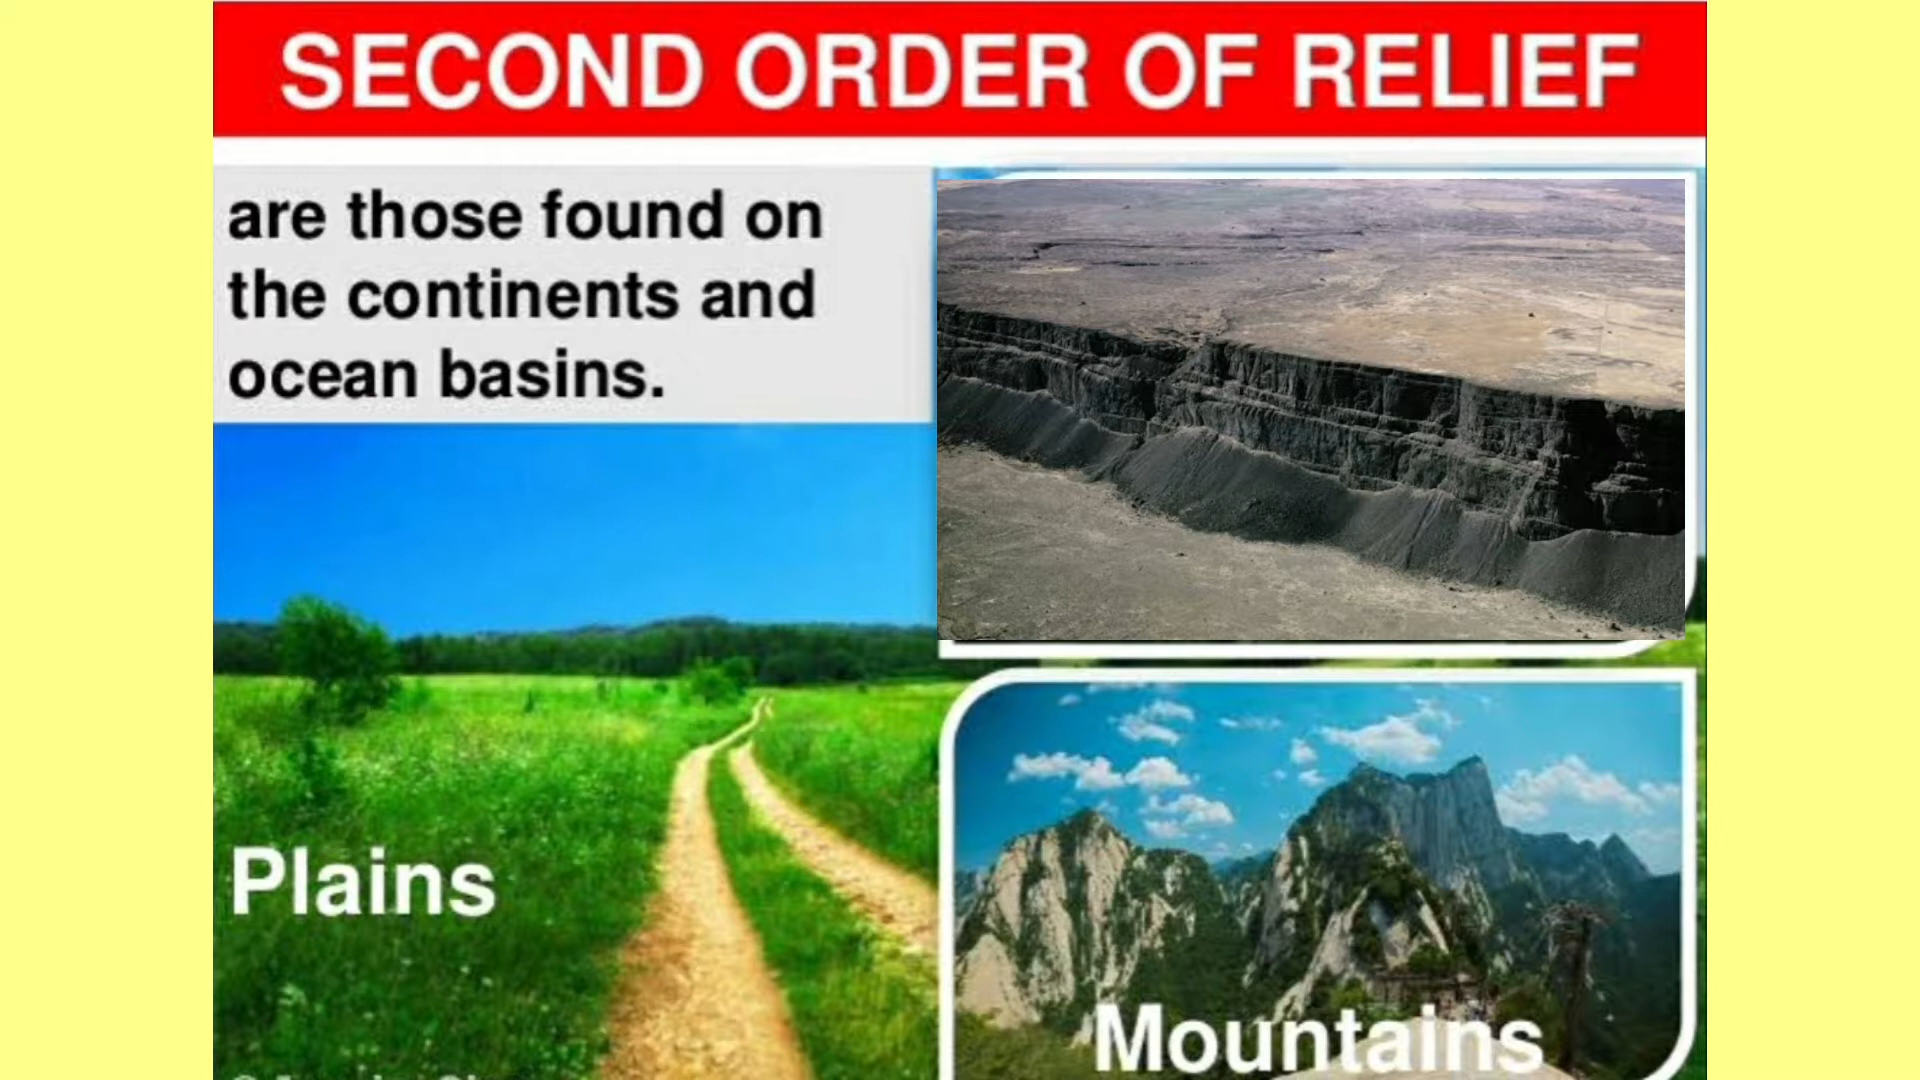 SECOND ORDER OF RELIEF
are those found on
the continents and
ocean basins.
Plains
Mountains